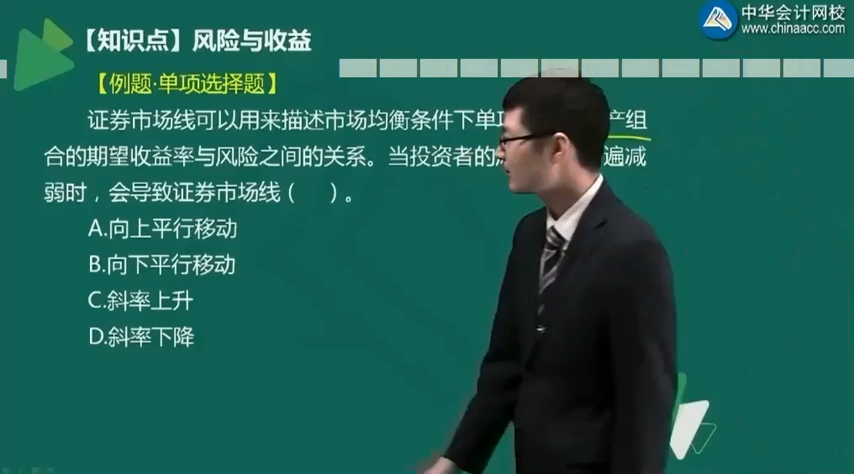 【知识点】风险与收益
中华会计网校
www.chinaacc.com
【例题·单项选择题】
证券市场线可以用来描述市场均衡条件下单 产组
合的期望收益率与风险之间的关系。当投资者的 遍减
弱时，会导致证券市场线（　）。
A.向上平行移动
B.向下平行移动
C.斜率上升
D.斜率下降